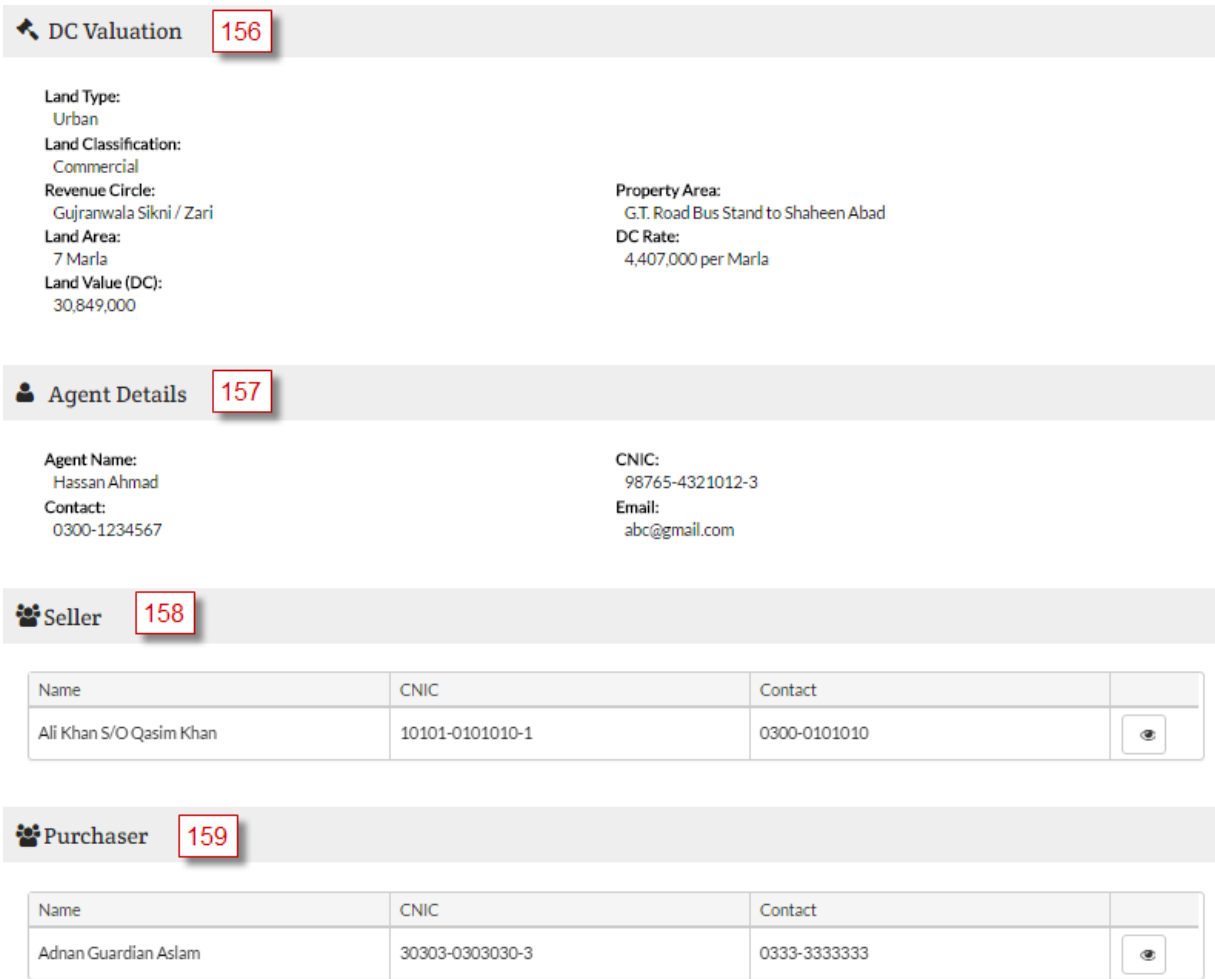 DC Valuation 156
Land Type:
Urban
Land Classification:
Commercial
Revenue Circle: Property Area:
Gujranwala Sikni / Zari G.T. Road Bus Stand to Shaheen Abad
Land Area: DC Rate:
7 Marla 4,407,000 per Marla
Land Value (DC):
30,849,000
Agent Details 157
Agent Name: CNIC:
Hassan Ahmad 98765-4321012-3
Contact: Email:
0300-1234567 abc@gmail.com
Seller 158
Name CNIC Contact
Ali Khan S/O Qasim Khan 10101-0101010-1 0300-0101010
Purchaser 159
Name CNIC Contact
Adnan Guardian Aslam 30303-0303030-3 0333-3333333